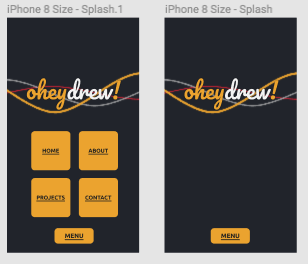 iPhone 8 Size - Splash.1
oheydrew!
HOME
ABOUT
PROJECTS
CONTACT
MENU
iPhone 8 Size - Splash
oheydrew!
MENU